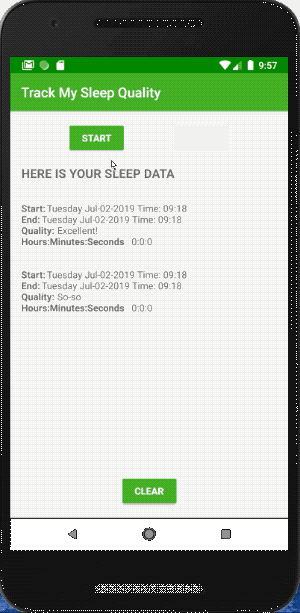 9:57
Track My Sleep Quality
START
HERE IS YOUR SLEEP DATA
Start: Tuesday Jul-02-2019 Time: 09:18
End: Tuesday Jul-02-2019 Time: 09:18
Quality: Excellent!
Hours:Minutes:Seconds 0:0:0
Start: Tuesday Jul-02-2019 Time: 09:18
End: Tuesday Jul-02-2019 Time: 09:18
Quality: So-so
Hours:Minutes:Seconds 0:0:0
CLEAR